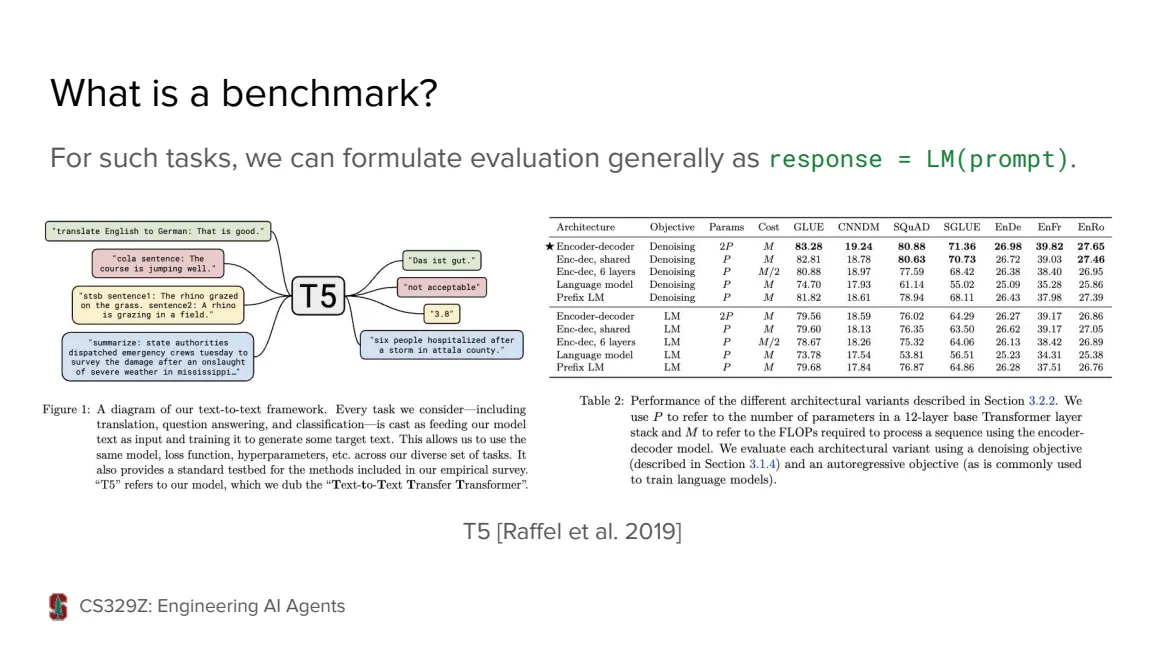 What is a benchmark?
For such tasks, we can formulate evaluation generally as response = LM(prompt).
"translate English to German: That is good."
"cola sentence: The
course is jumping well."
"stsb sentence1: The rhino grazed
on the grass. sentence2: A rhino
is grazing in a field."
"summarize: state authorities
dispatched emergency crews tuesday to
survey the damage after an onslaught
of severe weather in mississippi…"
T5
"Das ist gut."
"not acceptable"
"3.8"
"six people hospitalized after
a storm in attala county."
Figure 1: A diagram of our text-to-text framework. Every task we consider—including
translation, question answering, and classification—is cast as feeding our model
text as input and training it to generate some target text. This allows us to use the
same model, loss function, hyperparameters, etc. across our diverse set of tasks. It
also provides a standard testbed for the methods included in our empirical survey.
"T5" refers to our model, which we dub the "Text-to-Text Transfer Transformer".
Architecture Objective Params Cost GLUE CNNDM SQuAD SGLUE EnDe EnFr EnRo
★ Encoder-decoder Denoising 2P M 83.28 19.24 80.88 71.36 26.98 39.82 27.65
Enc-dec, shared Denoising P M 82.81 18.78 80.63 70.73 26.72 39.03 27.46
Enc-dec, 6 layers Denoising P M/2 80.88 18.97 77.59 68.42 26.38 38.40 26.95
Language model Denoising P M 74.70 17.93 61.14 55.02 25.09 35.28 25.86
Prefix LM Denoising P M 81.82 18.61 78.94 68.11 26.43 37.98 27.39
Encoder-decoder LM 2P M 79.56 18.59 76.02 64.29 26.27 39.17 26.86
Enc-dec, shared LM P M 79.60 18.13 76.35 63.50 26.62 39.17 27.05
Enc-dec, 6 layers LM P M/2 78.67 18.26 75.32 64.06 26.13 38.42 26.89
Language model LM P M 73.78 17.54 53.81 56.51 25.23 34.31 25.38
Prefix LM LM P M 79.68 17.84 76.87 64.86 26.28 37.51 26.76
Table 2: Performance of the different architectural variants described in Section 3.2.2. We
use P to refer to the number of parameters in a 12-layer base Transformer layer
stack and M to refer to the FLOPs required to process a sequence using the encoder-
decoder model. We evaluate each architectural variant using a denoising objective
(described in Section 3.1.4) and an autoregressive objective (as is commonly used
to train language models).
T5 [Raffel et al. 2019]
CS329Z: Engineering AI Agents